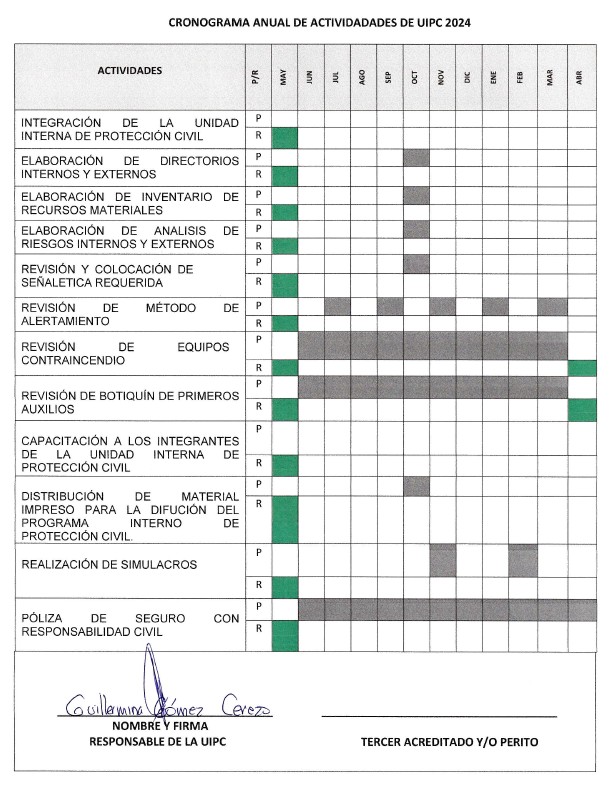 CRONOGRAMA ANUAL DE ACTIVIDADADES DE UIPC 2024
ACTIVIDADES P/R MAY JUN JUL AGO SEP OCT NOV DIC ENE FEB MAR ABR
INTEGRACIÓN DE LA UNIDAD
INTERNA DE PROTECCIÓN CIVIL
P
R
ELABORACIÓN DE DIRECTORIOS
INTERNOS Y EXTERNOS
P
R
ELABORACIÓN DE INVENTARIO DE
RECURSOS MATERIALES
P
R
ELABORACIÓN DE ANALISIS DE
RIESGOS INTERNOS Y EXTERNOS
P
R
REVISIÓN Y COLOCACIÓN DE
SEÑALETICA REQUERIDA
P
R
REVISIÓN DE MÉTODO DE
ALERTAMIENTO
P
R
REVISIÓN DE EQUIPOS
CONTRAINCENDIO
P
R
REVISIÓN DE BOTIQUÍN DE PRIMEROS
AUXILIOS
P
R
CAPACITACIÓN A LOS INTEGRANTES
DE LA UNIDAD INTERNA DE
PROTECCIÓN CIVIL
P
R
DISTRIBUCIÓN DE MATERIAL
IMPRESO PARA LA DIFUCIÓN DEL
PROGRAMA INTERNO DE
PROTECCIÓN CIVIL.
P
R
REALIZACIÓN DE SIMULACROS
P
R
PÓLIZA DE SEGURO CON
RESPONSABILIDAD CIVIL
P
R
Guillermina Gómez Cerezo
NOMBRE Y FIRMA
RESPONSABLE DE LA UIPC
TERCER ACREDITADO Y/O PERITO